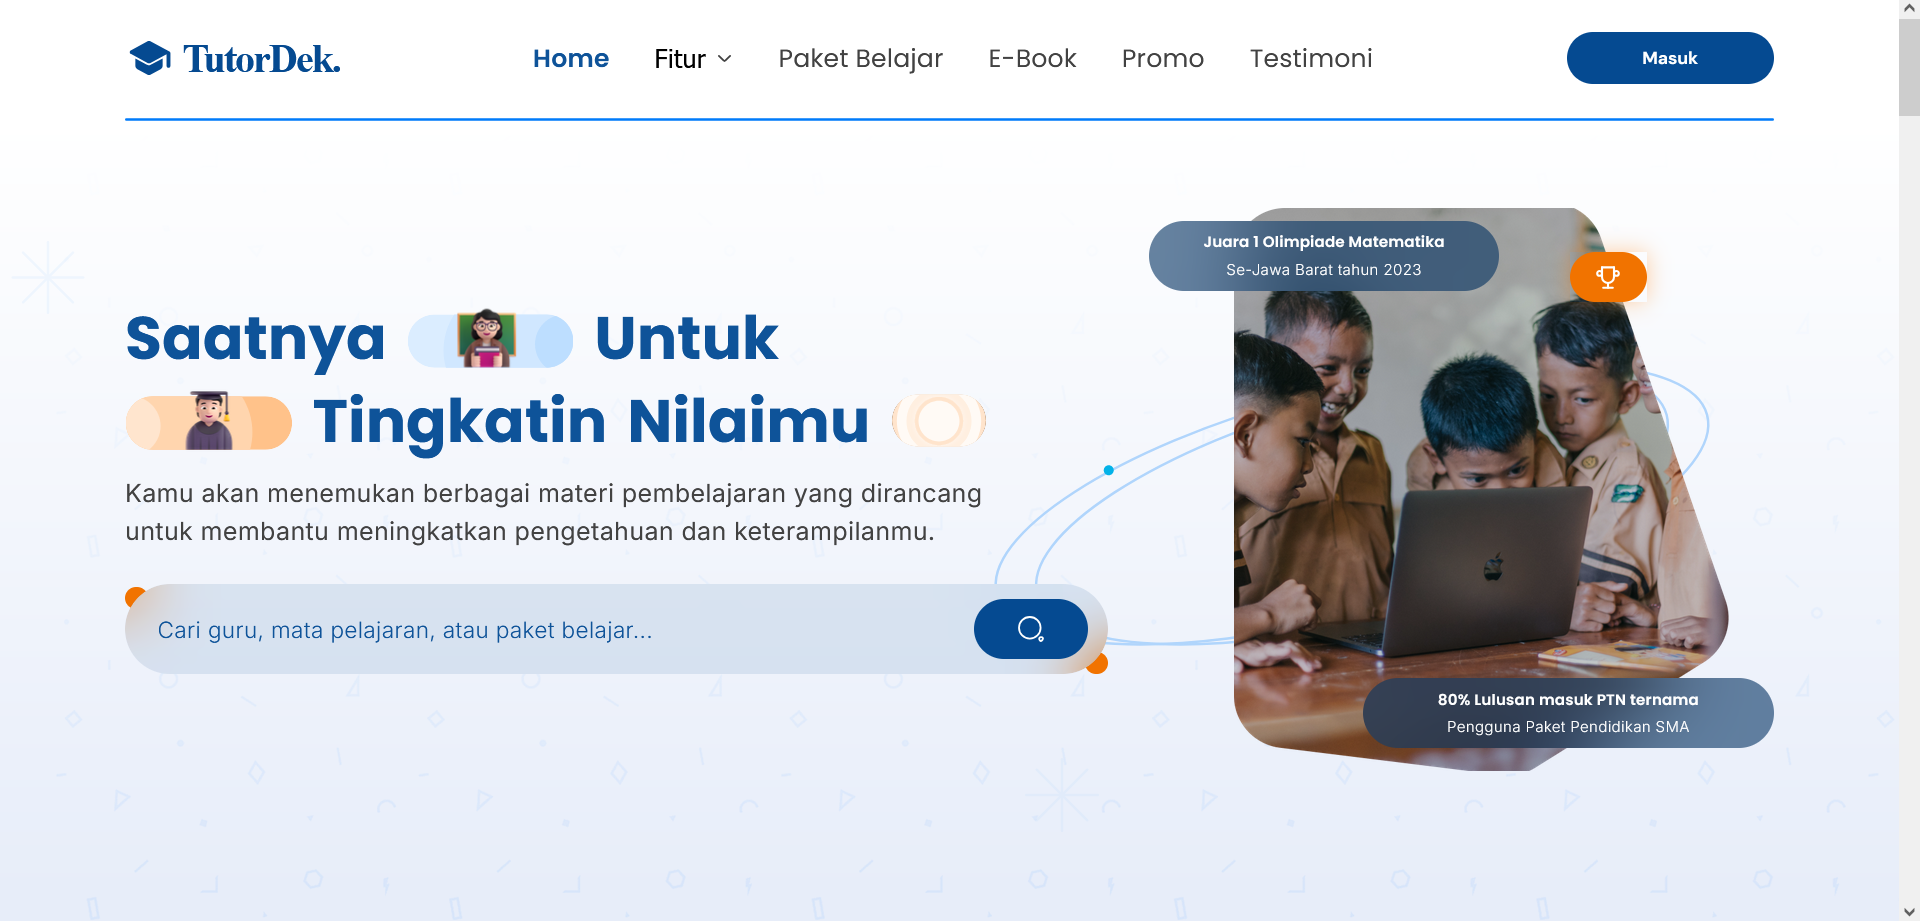 TutorDek.
Home
Fitur
Paket Belajar
E-Book
Promo
Testimoni
Masuk
Juara 1 Olimpiade Matematika
Se-Jawa Barat tahun 2023
Saatnya Untuk
Tingkatin Nilaimu
Kamu akan menemukan berbagai materi pembelajaran yang dirancang
untuk membantu meningkatkan pengetahuan dan keterampilanmu.
Cari guru, mata pelajaran, atau paket belajar...
80% Lulusan masuk PTN ternama
Pengguna Paket Pendidikan SMA